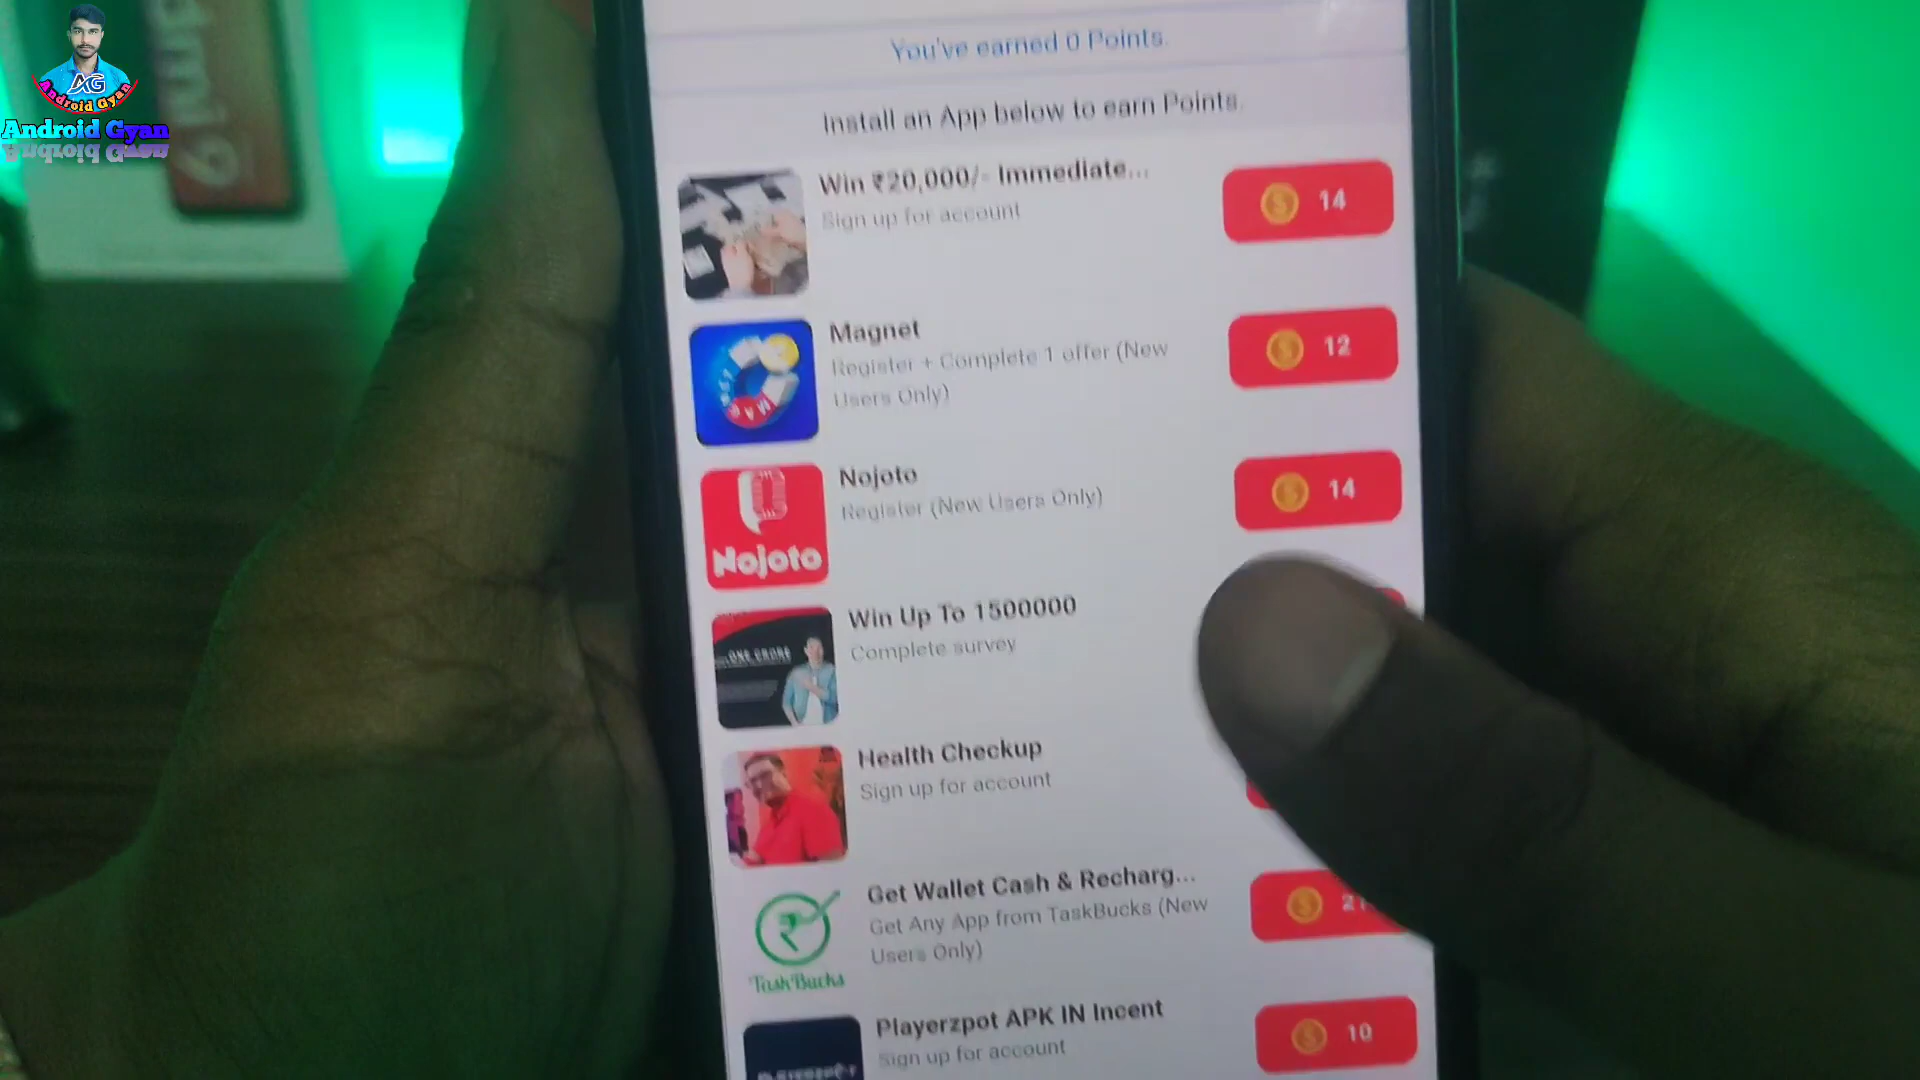 AG
Android Gyan
Android Gyan
You've earned 0 Points.
Install an App below to earn Points.
Win ₹20,000/- Immediate...
Sign up for account
14
Magnet
Register + Complete 1 offer (New
Users Only)
12
Nojoto
Nojoto
Register (New Users Only)
14
Win Up To 1500000
Complete survey
ONE CRORE
Health Checkup
Sign up for account
Get Wallet Cash & Recharg...
Get Any App from TaskBucks (New
Users Only)
TaskBucks
Playerzpot APK IN Incent
Sign up for account
10